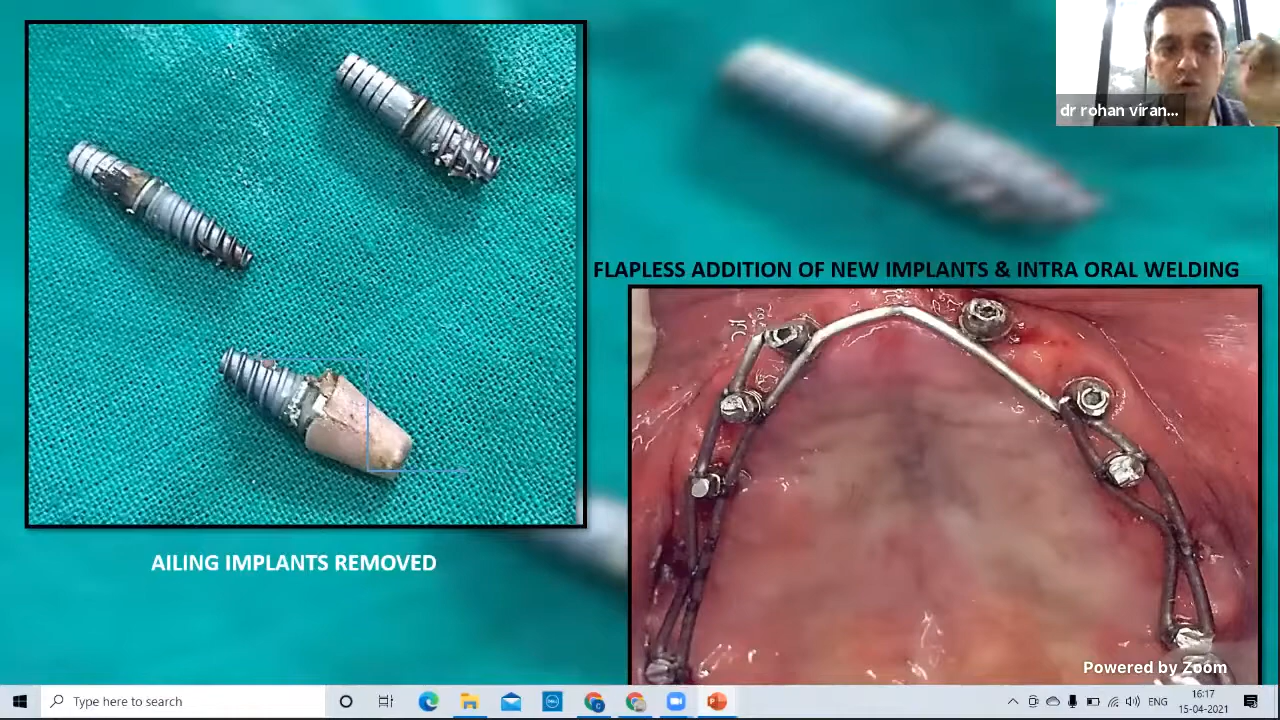 dr rohan viran...
FLAPLESS ADDITION OF NEW IMPLANTS & INTRA ORAL WELDING
AILING IMPLANTS REMOVED
Powered by Zoom
Type here to search
ENG
16:17
15-04-2021